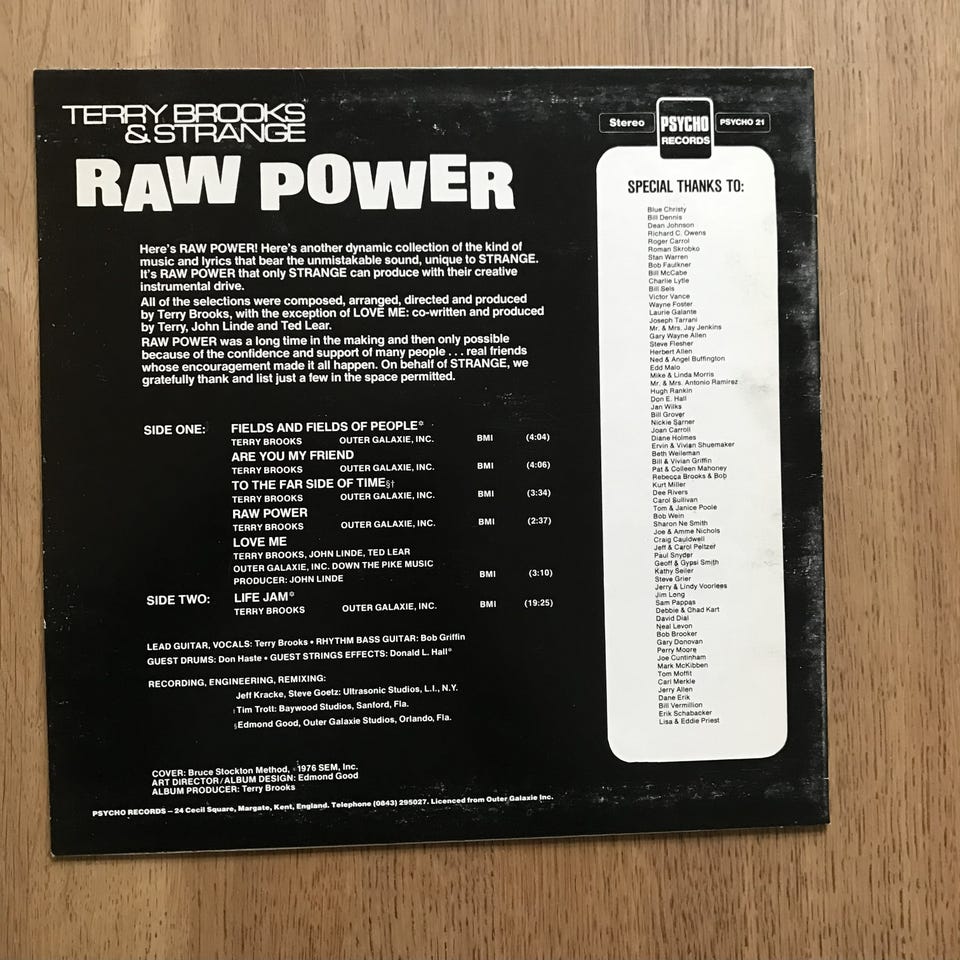 TERRY BROOKS
& STRANGE
RAW POWER
Here's RAW POWER! Here's another dynamic collection of the kind of
music and lyrics that bear the unmistakable sound, unique to STRANGE.
It's RAW POWER that only STRANGE can produce with their creative
instrumental drive.
All of the selections were composed, arranged, directed and produced
by Terry Brooks, with the exception of LOVE ME: co-written and produced
by Terry, John Linde and Ted Lear.
RAW POWER was a long time in the making and then only possible
because of the confidence and support of many people . . . real friends
whose encouragement made it all happen. On behalf of STRANGE, we
gratefully thank and list just a few in the space permitted.
SIDE ONE: FIELDS AND FIELDS OF PEOPLE*
TERRY BROOKS OUTER GALAXIE, INC. BMI (4:04)
ARE YOU MY FRIEND
TERRY BROOKS OUTER GALAXIE, INC. BMI (4:06)
TO THE FAR SIDE OF TIME§†
TERRY BROOKS OUTER GALAXIE, INC. BMI (3:34)
RAW POWER
TERRY BROOKS OUTER GALAXIE, INC. BMI (2:37)
LOVE ME
TERRY BROOKS, JOHN LINDE, TED LEAR
OUTER GALAXIE, INC. DOWN THE PIKE MUSIC
PRODUCER: JOHN LINDE BMI (3:10)
SIDE TWO: LIFE JAM*
TERRY BROOKS OUTER GALAXIE, INC. BMI (19:25)
LEAD GUITAR, VOCALS: Terry Brooks • RHYTHM BASS GUITAR: Bob Griffin
GUEST DRUMS: Don Haste • GUEST STRINGS EFFECTS: Donald L. Hall*
RECORDING, ENGINEERING, REMIXING:
Jeff Kracke, Steve Goetz: Ultrasonic Studios, L.I., N.Y.
†Tim Trott: Baywood Studios, Sanford, Fla.
§Edmond Good, Outer Galaxie Studios, Orlando, Fla.
COVER: Bruce Stockton Method, ©1976 SEM, Inc.
ART DIRECTOR/ALBUM DESIGN: Edmond Good
ALBUM PRODUCER: Terry Brooks
PSYCHO RECORDS – 24 Cecil Square, Margate, Kent, England. Telephone (0843) 295027. Licenced from Outer Galaxie Inc.
Stereo PSYCHO RECORDS PSYCHO 21
SPECIAL THANKS TO:
Blue Christy
Bill Dennis
Dean Johnson
Richard C. Owens
Roger Carrol
Roman Skrobko
Stan Warren
Bob Faulkner
Bill McCabe
Charlie Lytle
Bill Sels
Victor Vance
Wayne Foster
Laurie Galante
Joseph Tarrani
Mr. & Mrs. Jay Jenkins
Gary Wayne Allen
Steve Flesher
Herbert Allen
Ned & Angel Buffington
Edd Malo
Mike & Linda Morris
Mr. & Mrs. Antonio Ramirez
Hugh Rankin
Don E. Hall
Jan Wilks
Bill Grover
Nickie Sarner
Joan Carroll
Diane Holmes
Ervin & Vivian Shuemaker
Beth Weileman
Bill & Vivian Griffin
Pat & Colleen Mahoney
Rebecca Brooks & Bob
Kurt Miller
Dee Rivers
Carol Sullivan
Tom & Janice Poole
Bob Wein
Sharon Ne Smith
Joe & Amme Nichols
Craig Cauldwell
Jeff & Carol Peltzer
Paul Snyder
Geoff & Gypsi Smith
Kathy Seiler
Steve Grier
Jerry & Lindy Voorlees
Jim Long
Sam Pappas
Debbie & Chad Kart
David Dial
Neal Levon
Bob Brooker
Gary Donovan
Perry Moore
Joe Cuntinham
Mark McKibben
Tom Moffit
Carl Merkle
Jerry Allen
Dane Erik
Bill Vermillion
Erik Schabacker
Lisa & Eddie Priest